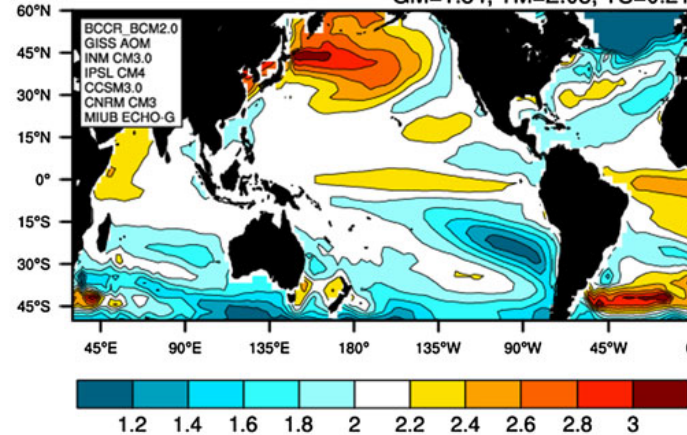 60°N
BCCR_BCM2.0
GISS AOM
INM CM3.0
IPSL CM4
CCSM3.0
CNRM CM3
MIUB ECHO-G
45°N
30°N
15°N
0°
15°S
30°S
45°S
45°E 90°E 135°E 180° 135°W 90°W 45°W
1.2 1.4 1.6 1.8 2 2.2 2.4 2.6 2.8 3